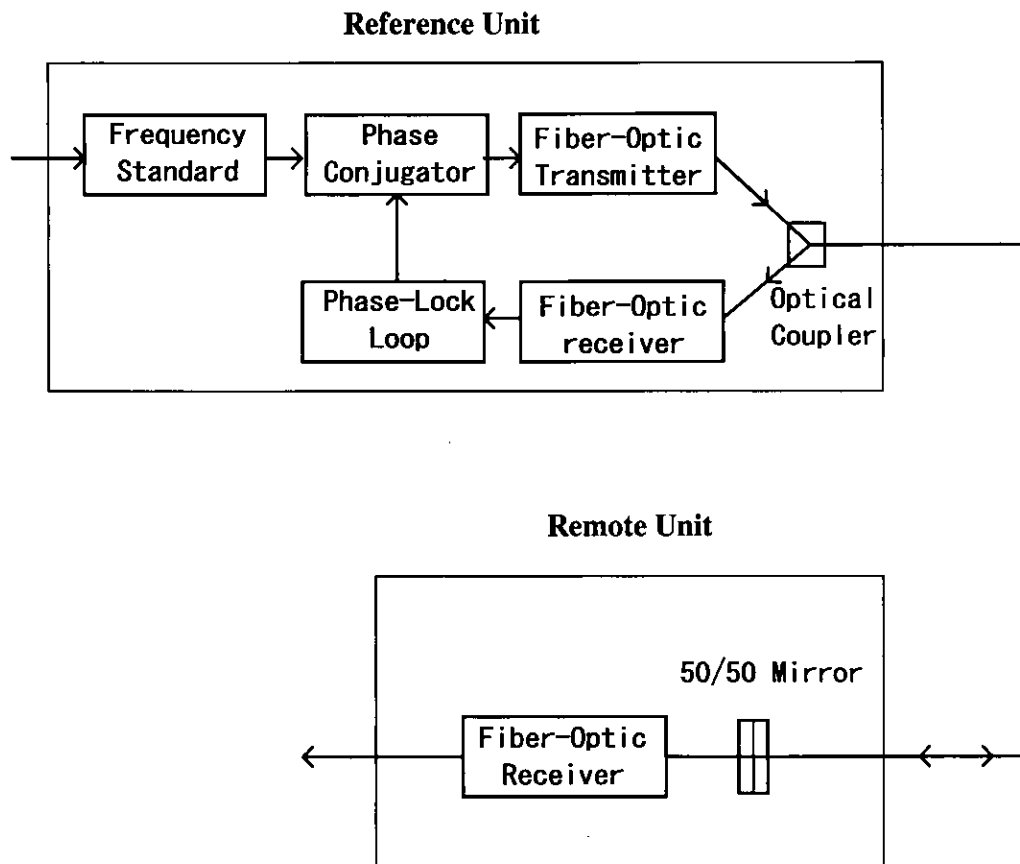 Reference Unit
Frequency
Standard
Phase
Conjugator
Fiber-Optic
Transmitter
Phase-Lock
Loop
Fiber-Optic
receiver
Optical
Coupler
Remote Unit
50/50 Mirror
Fiber-Optic
Receiver